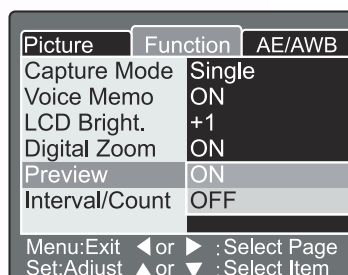 Picture Function AE/AWB
Capture Mode Single
Voice Memo ON
LCD Bright. +1
Digital Zoom ON
Preview ON
Interval/Count OFF
Menu:Exit ◀ or ▶ :Select Page
Set:Adjust ▲ or ▼ :Select Item